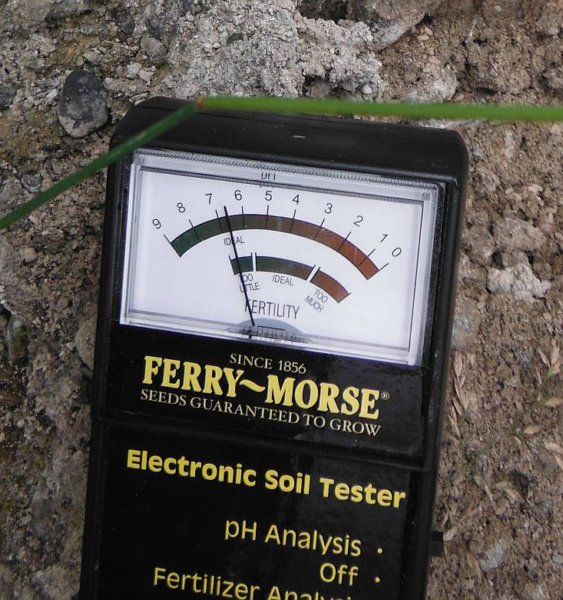 pH
9 8 7 6 5 4 3 2 1 0
IDEAL
TOO LITTLE IDEAL TOO MUCH
FERTILITY
SINCE 1856
FERRY~MORSE®
SEEDS GUARANTEED TO GROW
Electronic Soil Tester
pH Analysis •
Off •
Fertilizer